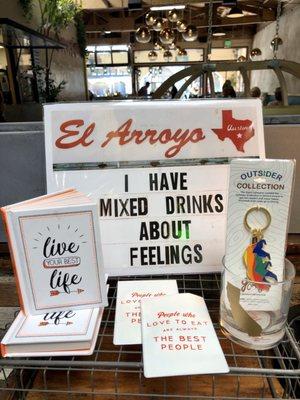 El Arroyo
Austin
I HAVE
MIXED DRINKS
ABOUT
FEELINGS
live
YOUR BEST
life
life
OUTSIDER
COLLECTION
People who
LOVE TO EAT
ARE ALWAYS
THE BEST
PEOPLE